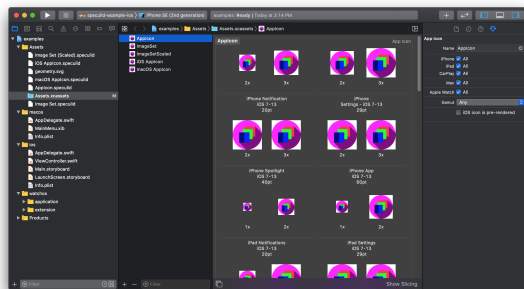 speculid-example-ios
iPhone SE (2nd generation)
examples: Ready | Today at 3:14 PM
examples
Assets
Image Set (Scaled).speculid
iOS AppIcon.speculid
geometry.svg
macOS AppIcon.speculid
AppIcon.speculid
Assets.xcassets
M
Image Set.speculid
macos
AppDelegate.swift
MainMenu.xib
Info.plist
ios
AppDelegate.swift
ViewController.swift
Main.storyboard
LaunchScreen.storyboard
Info.plist
watchos
application
extension
Products
Filter
examples
Assets
Assets.xcassets
AppIcon
AppIcon
ImageSet
ImageSetScaled
iOS AppIcon
macOS AppIcon
Filter
AppIcon
App Icon
2x 3x 2x 3x
iPhone Notification
iOS 7-13
20pt
iPhone
Settings - iOS 7-13
29pt
2x 3x 2x 3x
iPhone Spotlight
iOS 7-13
40pt
iPhone App
iOS 7-13
60pt
1x 2x 1x 2x
iPad Notifications
iOS 7-13
20pt
iPad Settings
iOS 7-13
29pt
Show Slicing
App Icon
Name AppIcon
iPhone All
iPad All
CarPlay All
Mac All
Apple Watch All
Gamut Any
iOS icon is pre-rendered